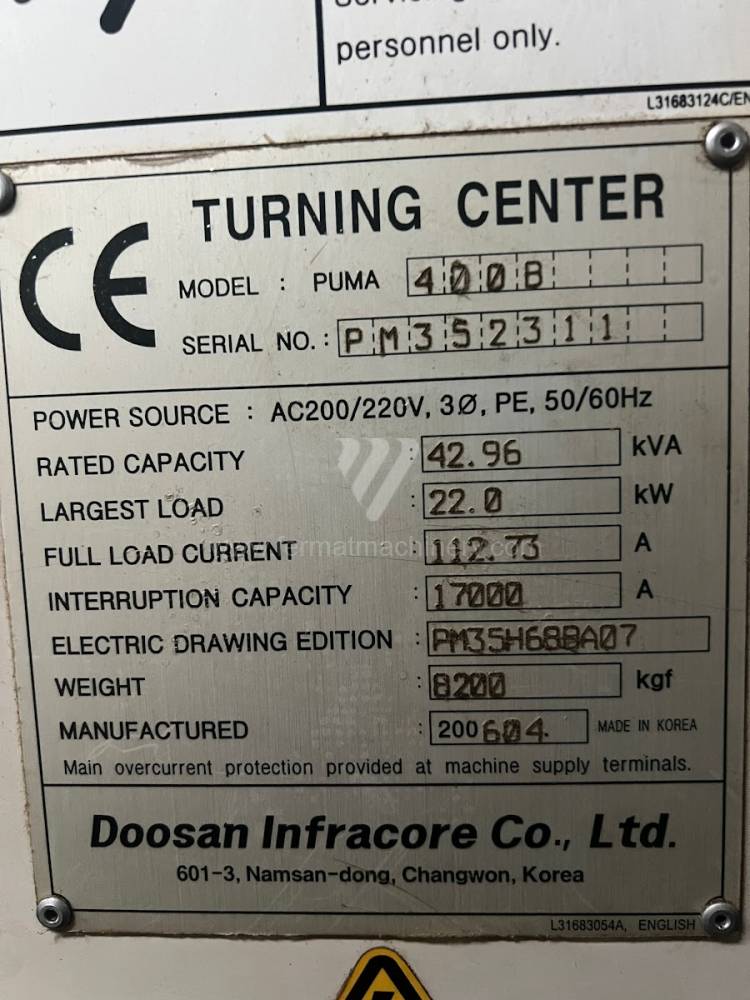 personnel only.
L31683124C/EN
CE TURNING CENTER
MODEL : PUMA 400B
SERIAL NO. : PM352311
POWER SOURCE : AC200/220V, 3Ø, PE, 50/60Hz
RATED CAPACITY : 42.96 kVA
LARGEST LOAD : 22.0 kW
FULL LOAD CURRENT : 112.73 A
INTERRUPTION CAPACITY : 17000 A
ELECTRIC DRAWING EDITION : PM35H68BA07
WEIGHT : 8200 kgf
MANUFACTURED : 200604. MADE IN KOREA
Main overcurrent protection provided at machine supply terminals.
Doosan Infracore Co., Ltd.
601-3, Namsan-dong, Changwon, Korea
L31683054A, ENGLISH